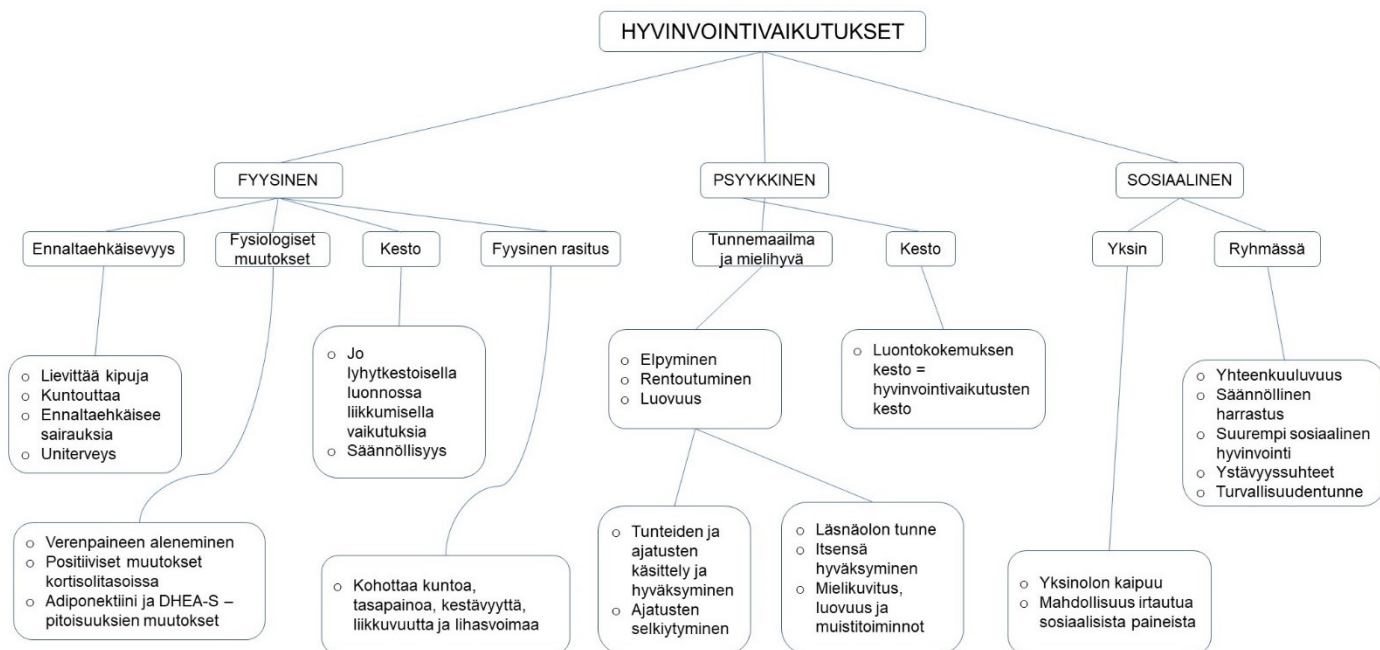 HYVINVOINTIVAIKUTUKSET
FYYSINEN
PSYYKKINEN
SOSIAALINEN
Ennaltaehkäisevyys
Fysiologiset
muutokset
Kesto
Fyysinen rasitus
Tunnemaailma
ja mielihyvä
Kesto
Yksin
Ryhmässä
o Lievittää kipuja
o Kuntouttaa
o Ennaltaehkäisee
sairauksia
o Uniterveys
o Jo
lyhytkestoisella
luonnossa
liikkumisella
vaikutuksia
o Säännöllisyys
o Elpyminen
o Rentoutuminen
o Luovuus
o Luontokokemuksen
kesto =
hyvinvointivaikutusten
kesto
o Yhteenkuuluvuus
o Säännöllinen
harrastus
o Suurempi sosiaalinen
hyvinvointi
o Ystävyyssuhteet
o Turvallisuudentunne
o Verenpaineen aleneminen
o Positiiviset muutokset
kortisolitasoissa
o Adiponektiini ja DHEA-S –
pitoisuuksien muutokset
o Kohottaa kuntoa,
tasapainoa, kestävyyttä,
liikkuvuutta ja lihasvoimaa
o Tunteiden ja
ajatusten
käsittely ja
hyväksyminen
o Ajatusten
selkiytyminen
o Läsnäolon tunne
o Itsensä
hyväksyminen
o Mielikuvitus,
luovuus ja
muistitoiminnot
o Yksinolon kaipuu
o Mahdollisuus irtautua
sosiaalisista paineista